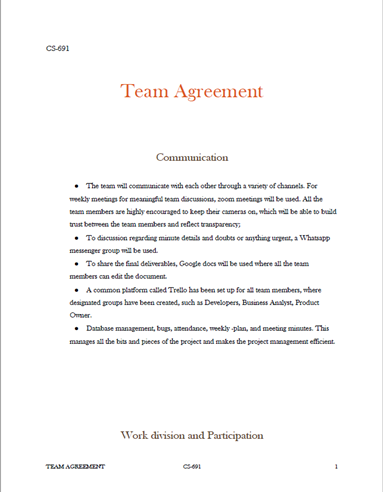 CS-691
Team Agreement
Communication
● The team will communicate with each other through a variety of channels. For
weekly meetings for meaningful team discussions, zoom meetings will be used. All the
team members are highly encouraged to keep their cameras on, which will be able to build
trust between the team members and reflect transparency;
● To discussion regarding minute details and doubts or anything urgent, a Whatsapp
messenger group will be used.
● To share the final deliverables, Google docs will be used where all the team
members can edit the document.
● A common platform called Trello has been set up for all team members, where
designated groups have been created, such as Developers, Business Analyst, Product
Owner.
● Database management, bugs, attendance, weekly -plan, and meeting minutes. This
manages all the bits and pieces of the project and makes the project management efficient.
Work division and Participation
TEAM AGREEMENT CS-691 1